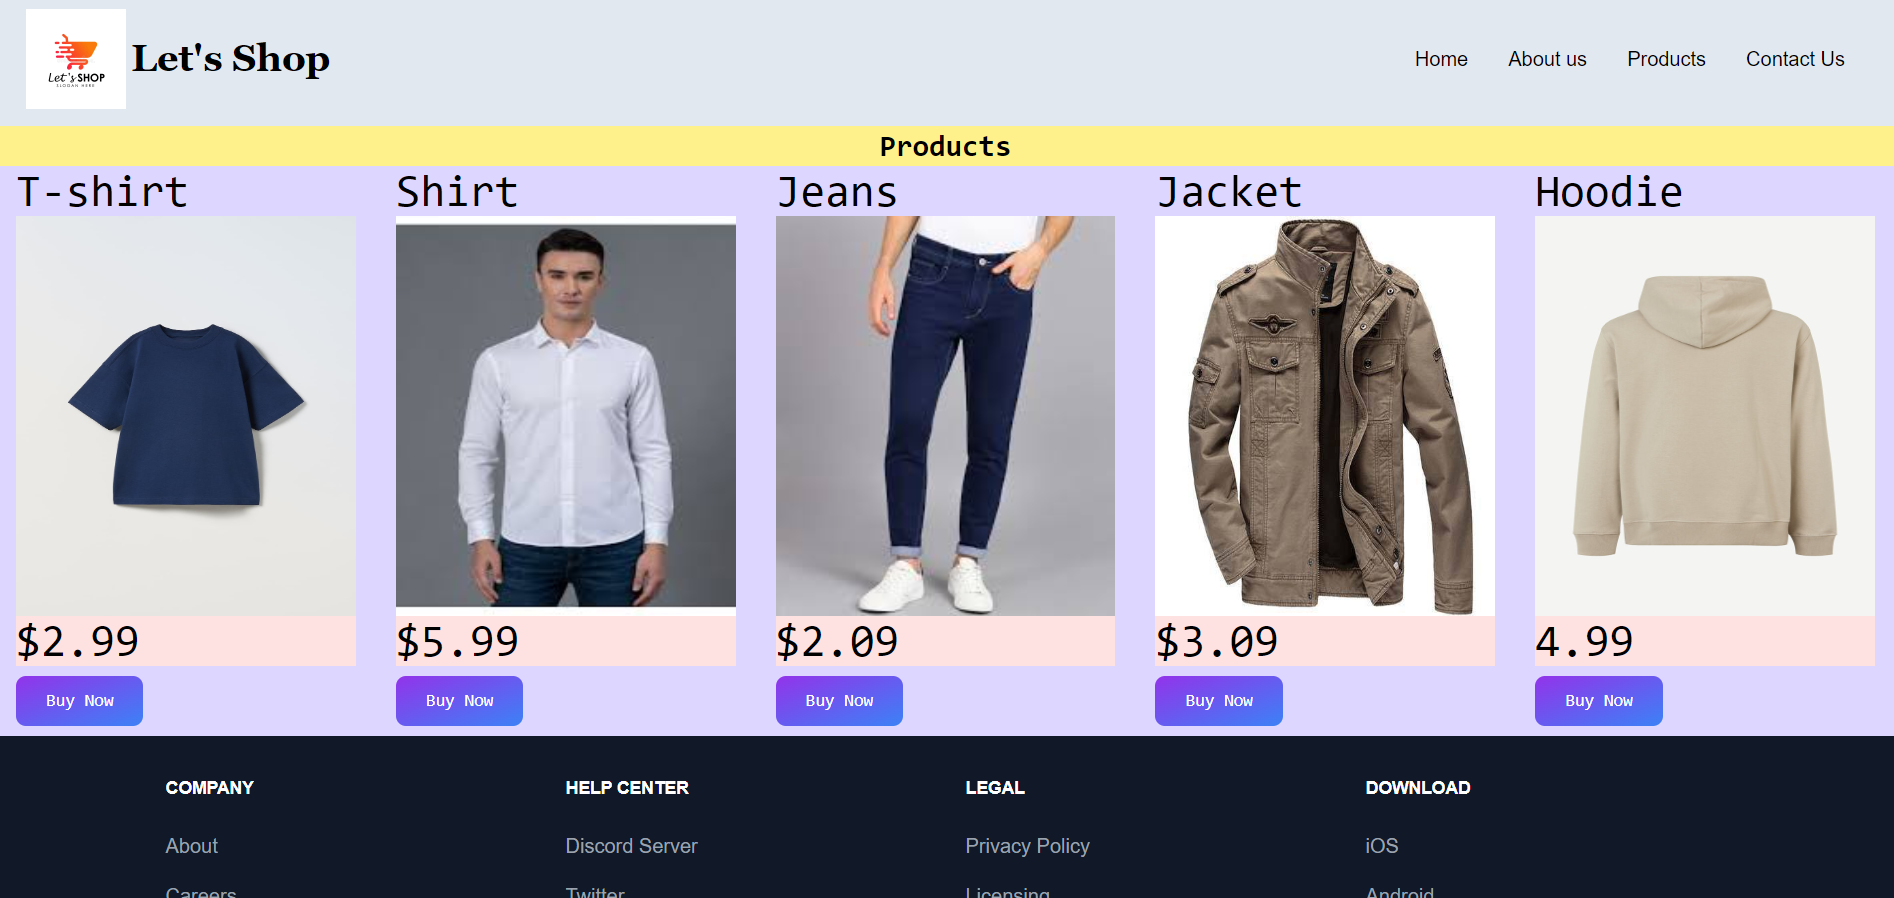 Let's SHOP
SLOGAN HERE
Let's Shop
Home About us Products Contact Us
Products
T-shirt Shirt Jeans Jacket Hoodie
$2.99 $5.99 $2.09 $3.09 4.99
Buy Now Buy Now Buy Now Buy Now Buy Now
COMPANY HELP CENTER LEGAL DOWNLOAD
About Discord Server Privacy Policy iOS
Careers Twitter Licensing Android